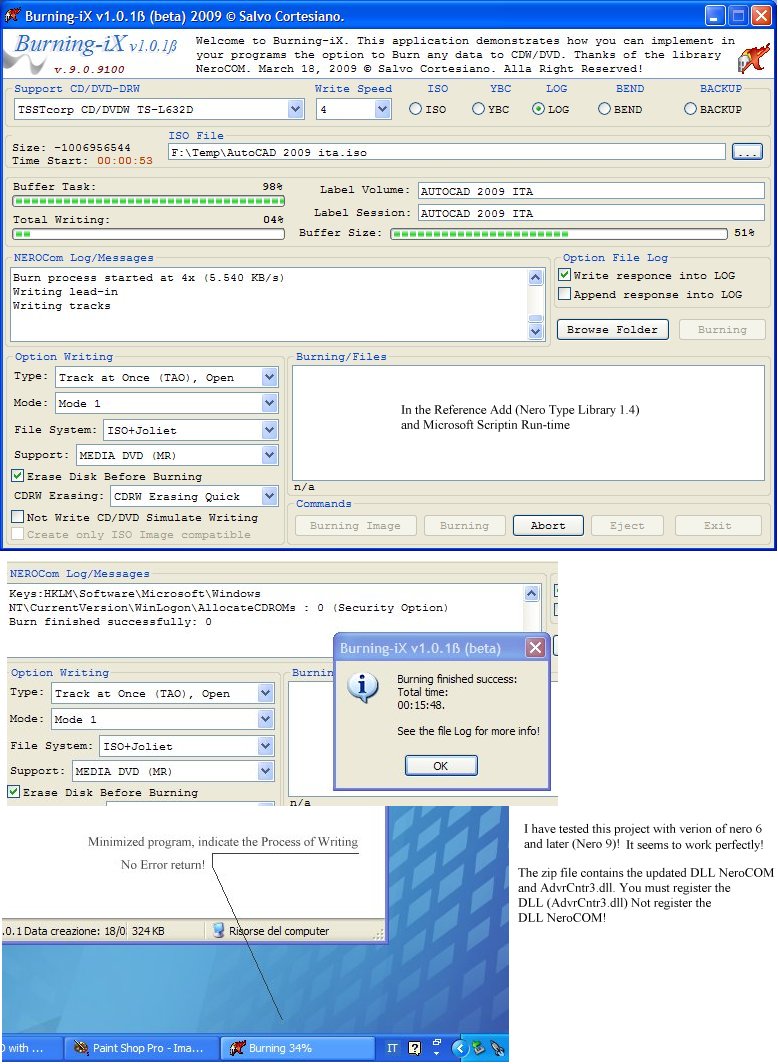 Burning-iX v1.0.1ß (beta) 2009 © Salvo Cortesiano.
Burning-iX v1.0.1ß
v.9.0.9100
Welcome to Burning-iX. This application demonstrates how you can implement in
your programs the option to Burn any data to CDW/DVD. Thanks of the library
NeroCOM. March 18, 2009 © Salvo Cortesiano. Alla Right Reserved!
Support CD/DVD-DRW
Write Speed
ISO
YBC
LOG
BEND
BACKUP
TSSTcorp CD/DVDW TS-L632D
4
ISO
YBC
LOG
BEND
BACKUP
ISO File
Size: -1006956544
Time Start: 00:00:53
F:\Temp\AutoCAD 2009 ita.iso
...
Buffer Task: 98%
Label Volume: AUTOCAD 2009 ITA
Total Writing: 04%
Label Session: AUTOCAD 2009 ITA
Buffer Size: 51%
NEROCom Log/Messages
Burn process started at 4x (5.540 KB/s)
Writing lead-in
Writing tracks
Option File Log
Write responce into LOG
Append response into LOG
Browse Folder
Burning
Option Writing
Type: Track at Once (TAO), Open
Mode: Mode 1
File System: ISO+Joliet
Support: MEDIA DVD (MR)
Erase Disk Before Burning
CDRW Erasing: CDRW Erasing Quick
Not Write CD/DVD Simulate Writing
Create only ISO Image compatible
Burning/Files
In the Reference Add (Nero Type Library 1.4)
and Microsoft Scriptin Run-time
n/a
Commands
Burning Image
Burning
Abort
Eject
Exit
NEROCom Log/Messages
Keys:HKLM\Software\Microsoft\Windows
NT\CurrentVersion\WinLogon\AllocateCDROMs : 0 (Security Option)
Burn finished successfully: 0
Option Writing
Type: Track at Once (TAO), Open
Mode: Mode 1
File System: ISO+Joliet
Support: MEDIA DVD (MR)
Erase Disk Before Burning
Burnin
n/a
Burning-iX v1.0.1ß (beta)
Burning finished success:
Total time:
00:15:48.
See the file Log for more info!
OK
Minimized program, indicate the Process of Writing
No Error return!
I have tested this project with verion of nero 6
and later (Nero 9)! It seems to work perfectly!
The zip file contains the updated DLL NeroCOM
and AdvrCntr3.dll. You must register the
DLL (AdvrCntr3.dll) Not register the
DLL NeroCOM!
.0.1 Data creazione: 18/0
324 KB
Risorse del computer
D with ...
Paint Shop Pro - Ima...
Burning 34%
IT